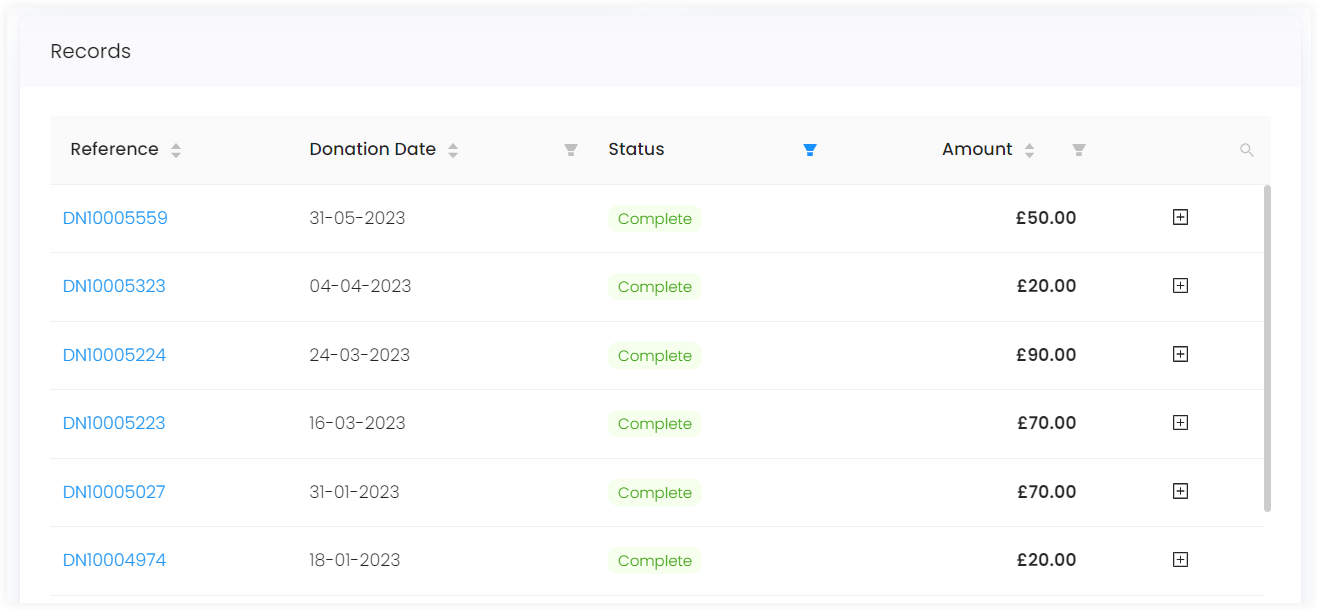 Records
Reference Donation Date Status Amount
DN10005559 31-05-2023 Complete £50.00
DN10005323 04-04-2023 Complete £20.00
DN10005224 24-03-2023 Complete £90.00
DN10005223 16-03-2023 Complete £70.00
DN10005027 31-01-2023 Complete £70.00
DN10004974 18-01-2023 Complete £20.00